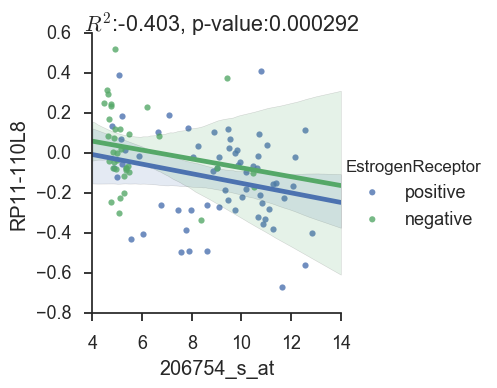 R²:-0.403, p-value:0.000292
0.6
0.4
0.2
0.0
−0.2
−0.4
−0.6
−0.8
RP11-110L8
4 6 8 10 12 14
206754_s_at
EstrogenReceptor
positive
negative